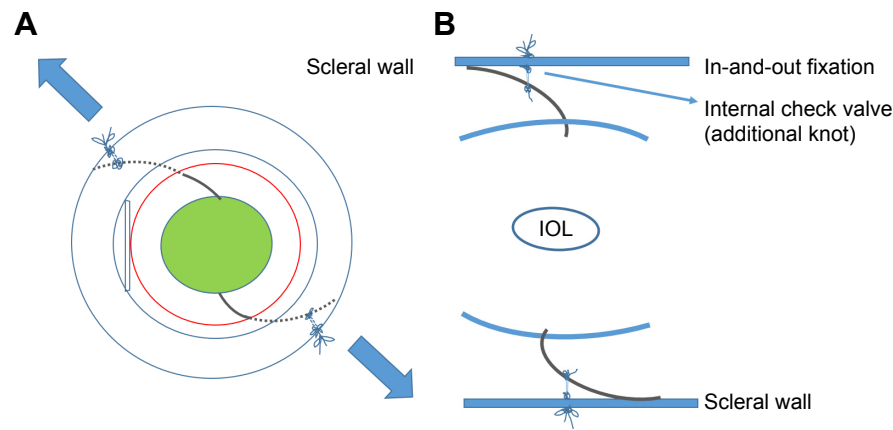 A
Scleral wall
B
In-and-out fixation
Internal check valve
(additional knot)
IOL
Scleral wall